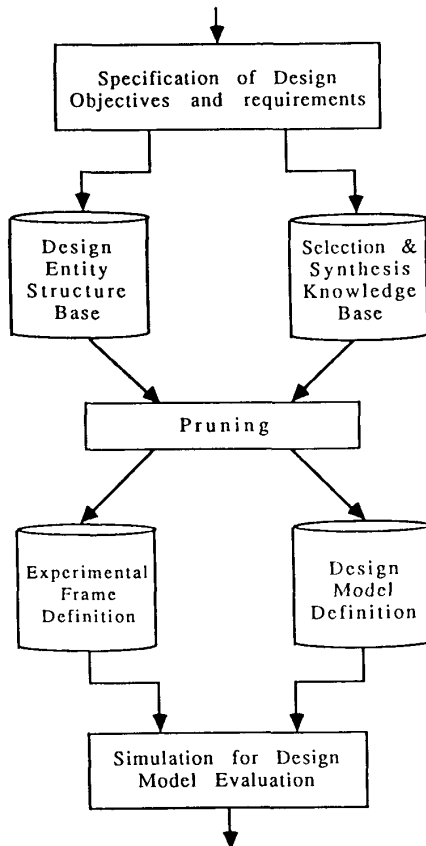 Specification of Design
Objectives and requirements
Design
Entity
Structure
Base
Selection &
Synthesis
Knowledge
Base
Pruning
Experimental
Frame
Definition
Design
Model
Definition
Simulation for Design
Model Evaluation